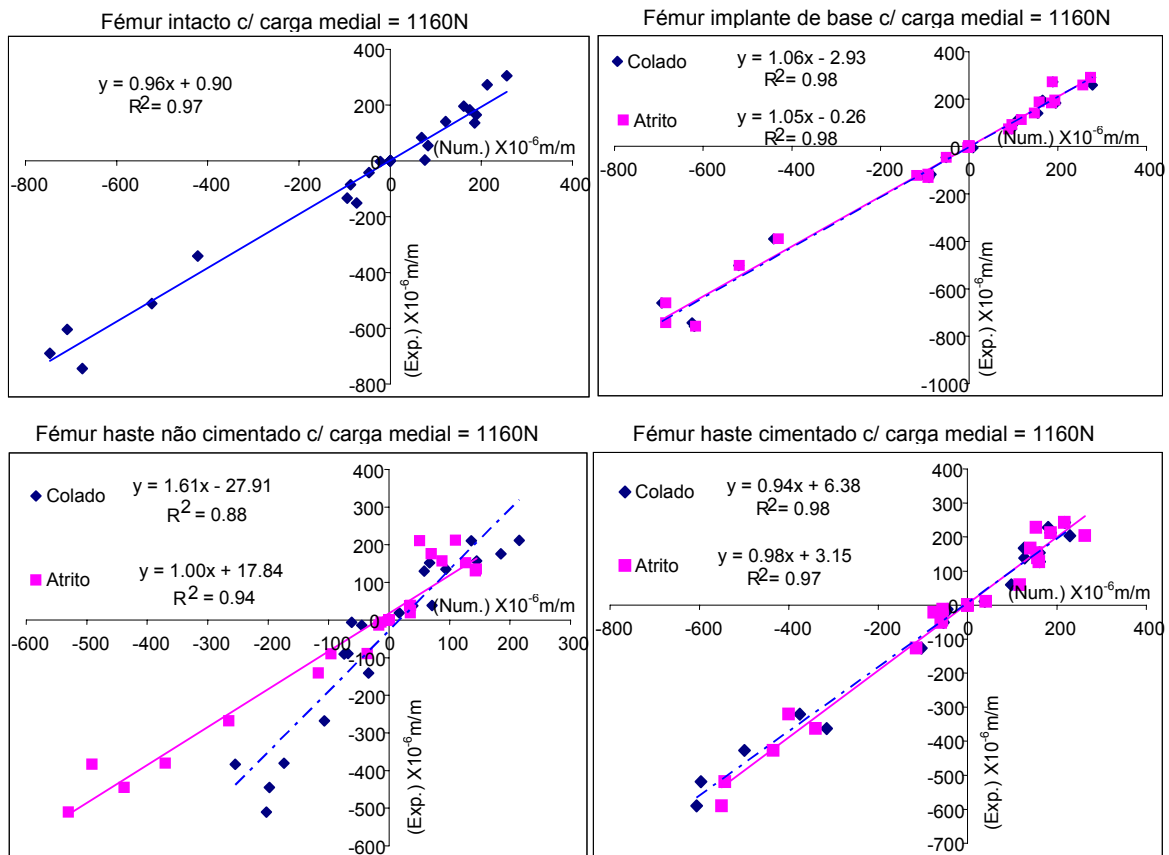 Fémur intacto c/ carga medial = 1160N
y = 0.96x + 0.90
R2 = 0.97
400
200
0
-200
-400
-600
-800
-800 -600 -400 -200 0 200 400
(Num.) X10-6m/m
(Exp.) X10-6m/m
Fémur implante de base c/ carga medial = 1160N
Colado
y = 1.06x - 2.93
R2 = 0.98
Atrito
y = 1.05x - 0.26
R2 = 0.98
400
200
0
-200
-400
-600
-800
-1000
-800 -600 -400 -200 0 200 400
(Num.) X10-6m/m
(Exp.) X10-6m/m
Fémur haste não cimentado c/ carga medial = 1160N
Colado
y = 1.61x - 27.91
R2 = 0.88
Atrito
y = 1.00x + 17.84
R2 = 0.94
400
300
200
100
0
-100
-200
-300
-400
-500
-600
-600 -500 -400 -300 -200 -100 0 100 200 300
(Num.) X10-6m/m
(Exp.) X10-6m/m
Fémur haste cimentado c/ carga medial = 1160N
Colado
y = 0.94x + 6.38
R2 = 0.98
Atrito
y = 0.98x + 3.15
R2 = 0.97
400
300
200
100
0
-100
-200
-300
-400
-500
-600
-700
-800 -600 -400 -200 0 200 400
(Num.) X10-6m/m
(Exp.) X10-6m/m